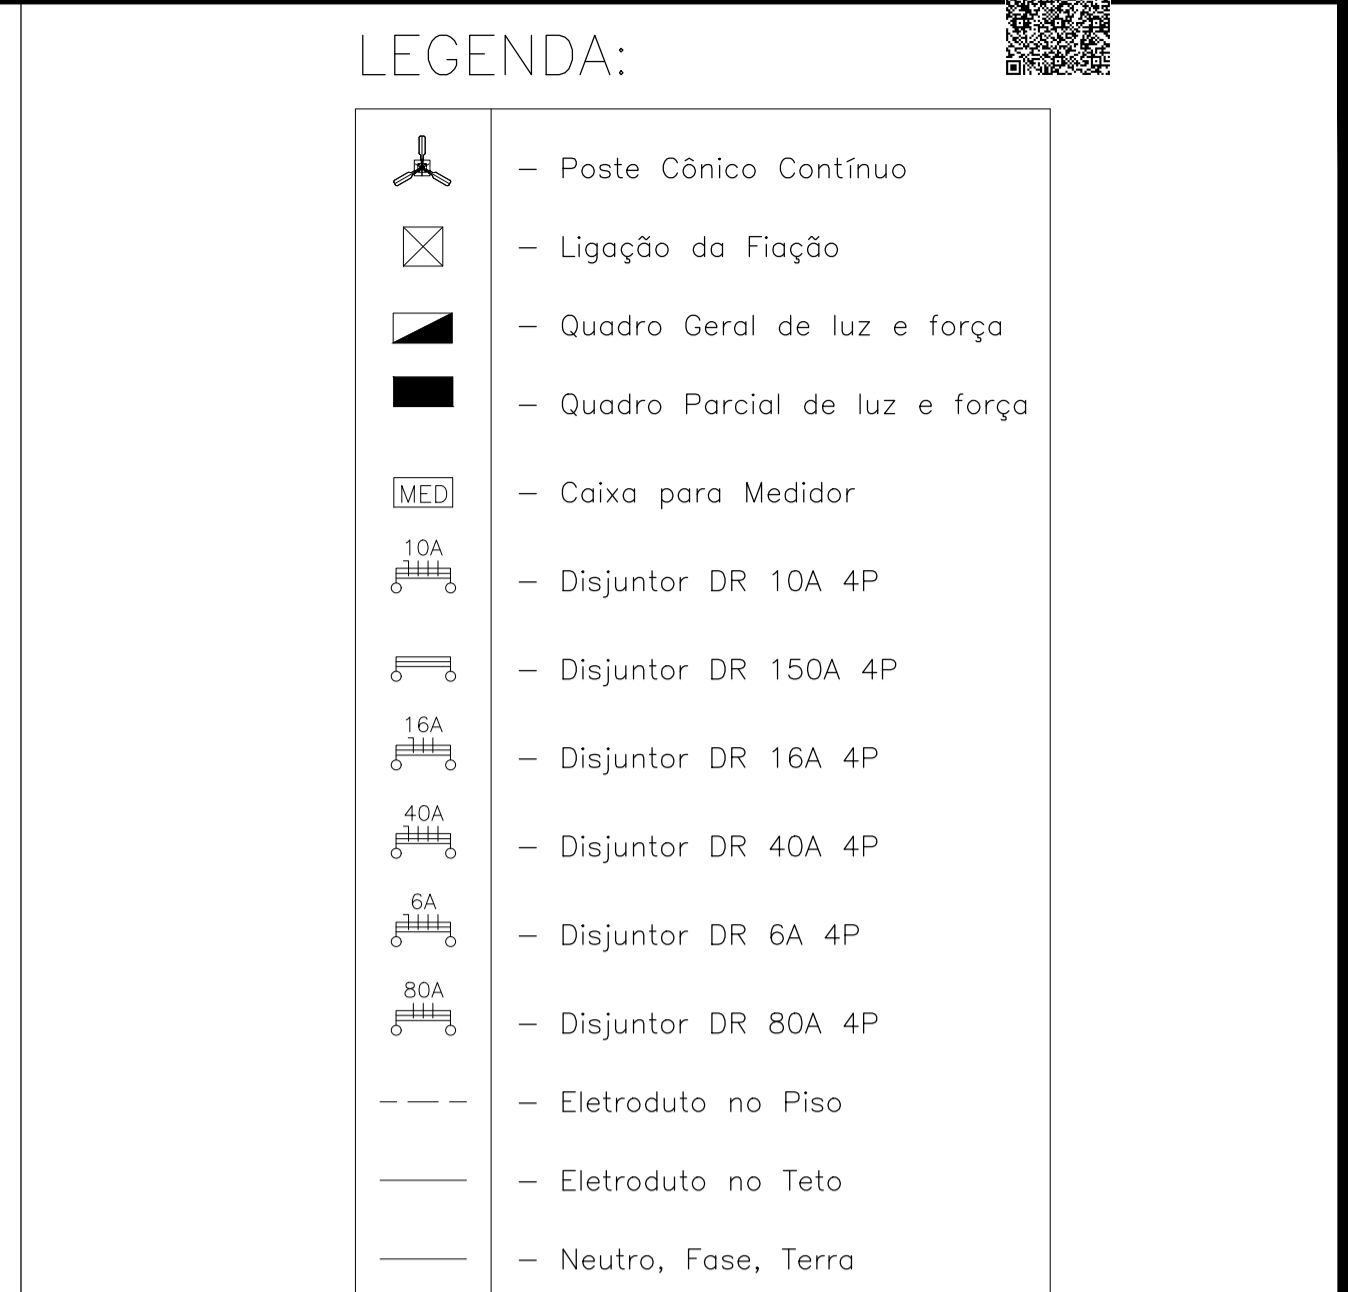 LEGENDA:
- Poste Cônico Contínuo
- Ligação da Fiação
- Quadro Geral de luz e força
- Quadro Parcial de luz e força
MED - Caixa para Medidor
10A
- Disjuntor DR 10A 4P
- Disjuntor DR 150A 4P
16A
- Disjuntor DR 16A 4P
40A
- Disjuntor DR 40A 4P
6A
- Disjuntor DR 6A 4P
80A
- Disjuntor DR 80A 4P
- Eletroduto no Piso
- Eletroduto no Teto
- Neutro, Fase, Terra